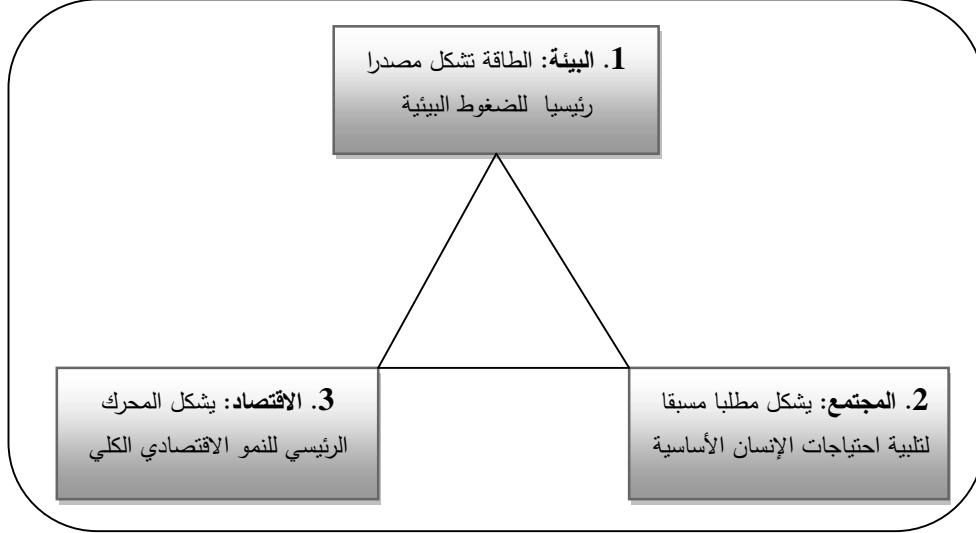 1. البيئة: الطاقة تشكل مصدرا
رئيسيا للضغوط البيئية
2. المجتمع: يشكل مطلبا مسبقا
لتلبية احتياجات الإنسان الأساسية
3. الاقتصاد: يشكل المحرك
الرئيسي للنمو الاقتصادي الكلي